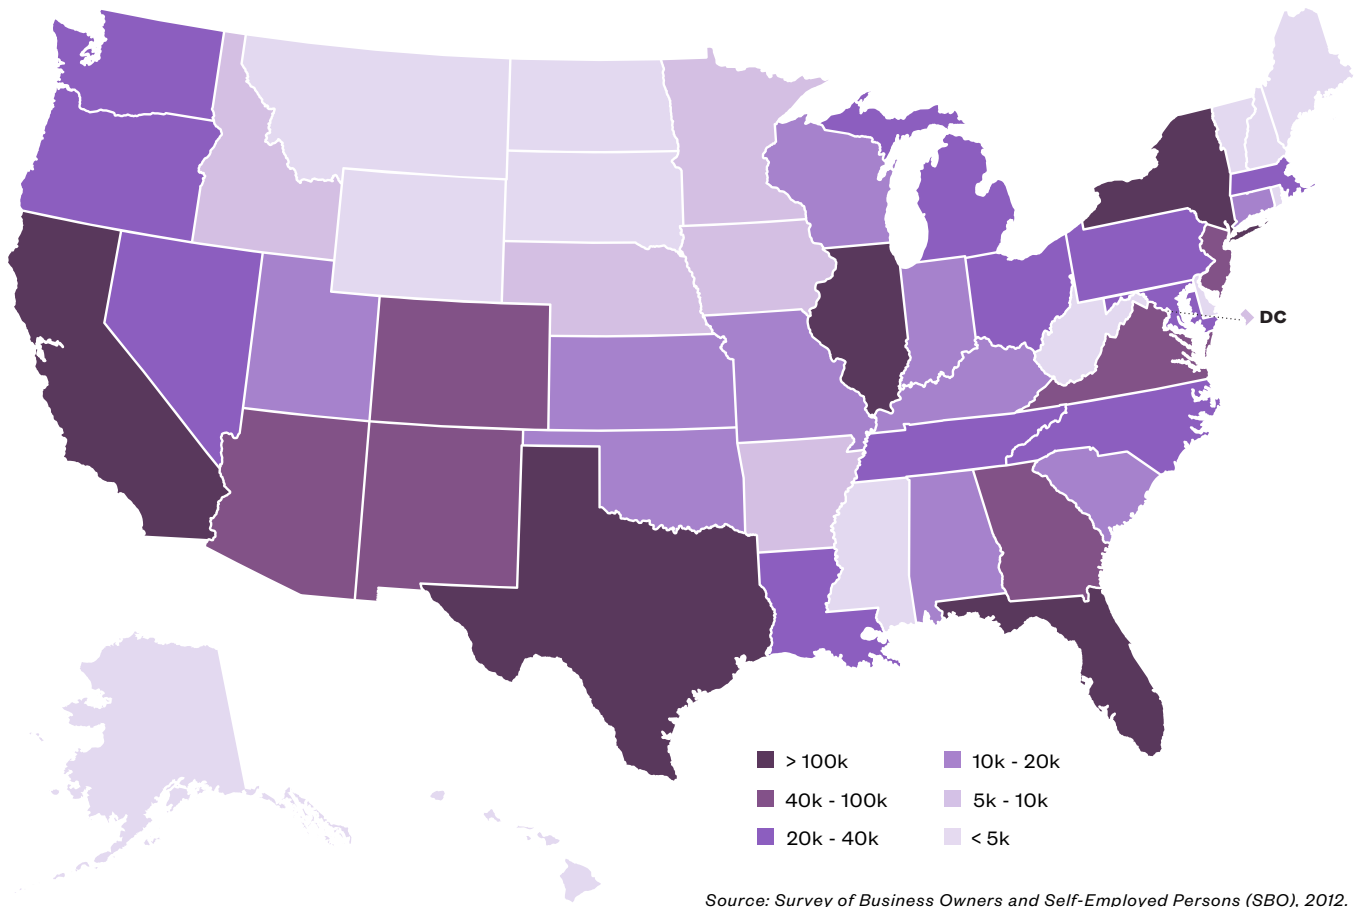 DC
> 100k
40k - 100k
20k - 40k
10k - 20k
5k - 10k
< 5k
Source: Survey of Business Owners and Self-Employed Persons (SBO), 2012.